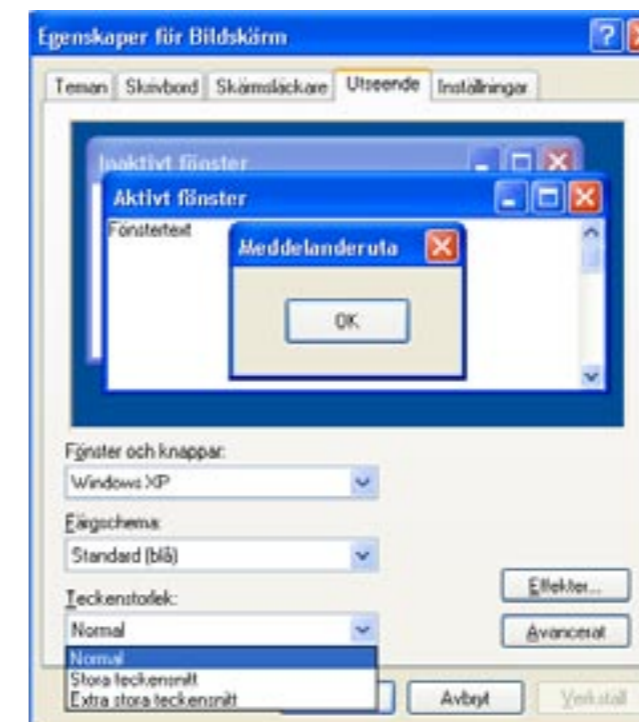 Egenskaper för Bildskärm
Teman Skrivbord Skärmsläckare Utseende Inställningar
Inaktivt fönster
Aktivt fönster
Fönstertext
Meddelanderuta
OK
Fönster och knappar:
Windows XP
Färgschema:
Standard (blå)
Effekter...
Teckenstorlek:
Normal
Avancerat
Normal
Stora teckensnitt
Extra stora teckensnitt
Avbryt Verkställ